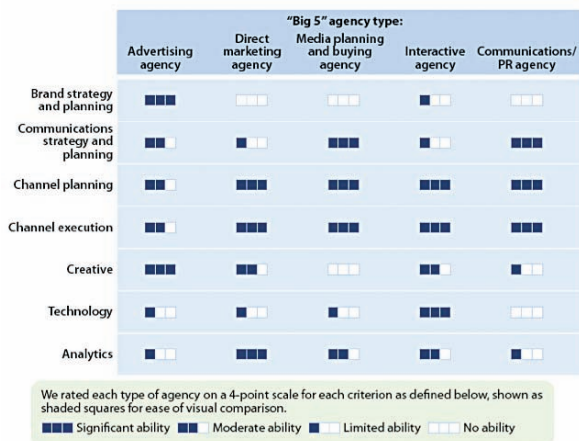 “Big 5” agency type:
Advertising agency
Direct marketing agency
Media planning and buying agency
Interactive agency
Communications/ PR agency
Brand strategy and planning
Communications strategy and planning
Channel planning
Channel execution
Creative
Technology
Analytics
We rated each type of agency on a 4-point scale for each criterion as defined below, shown as
shaded squares for ease of visual comparison.
Significant ability Moderate ability Limited ability No ability